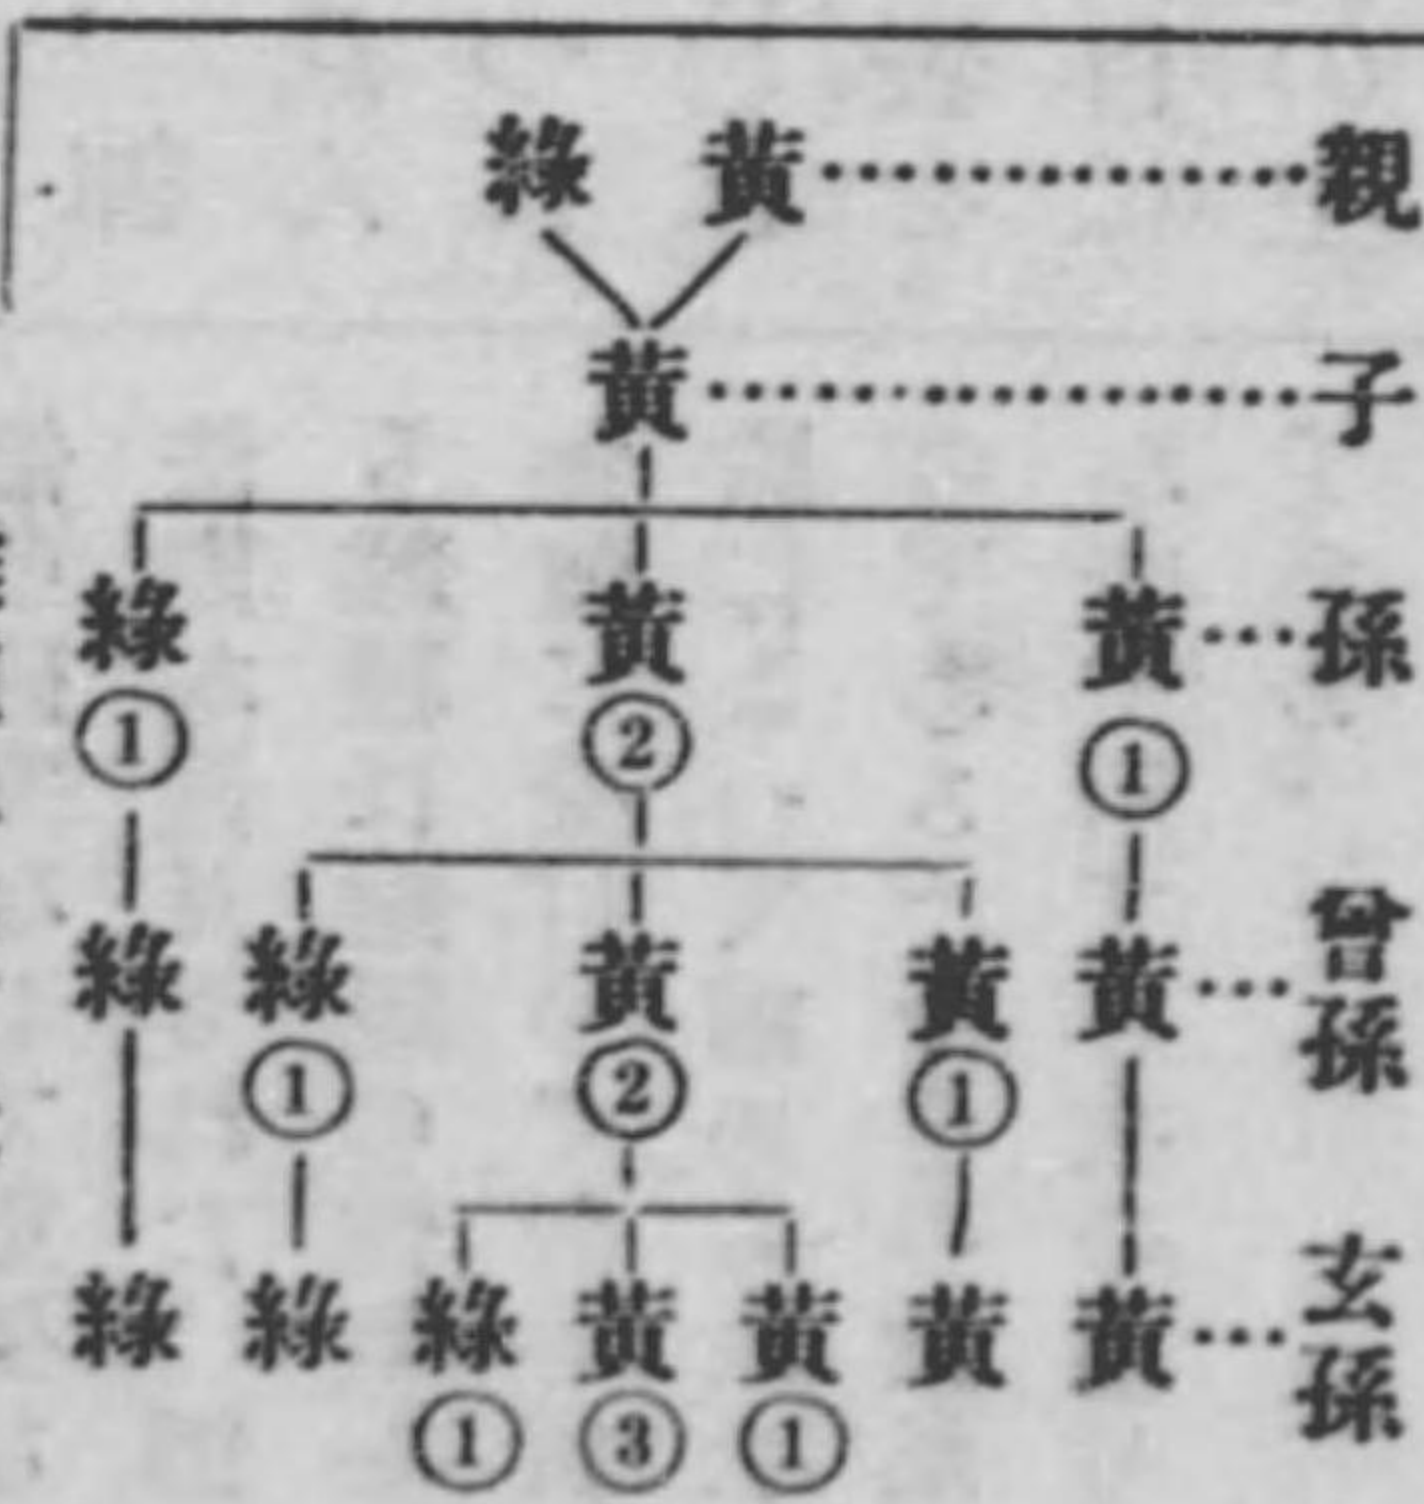 綠 黃……………親
黃……………子
綠 黃 黃…孫
① ② ①
綠 綠 黃 黃 黃…曾孫
① ② ①
綠 綠 綠 黃 黃 黃 黃…玄孫
① ③ ①